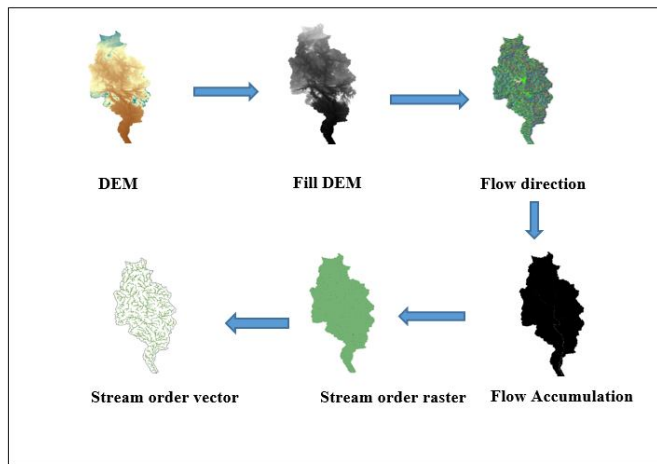 DEM
Fill DEM
Flow direction
Stream order vector
Stream order raster
Flow Accumulation